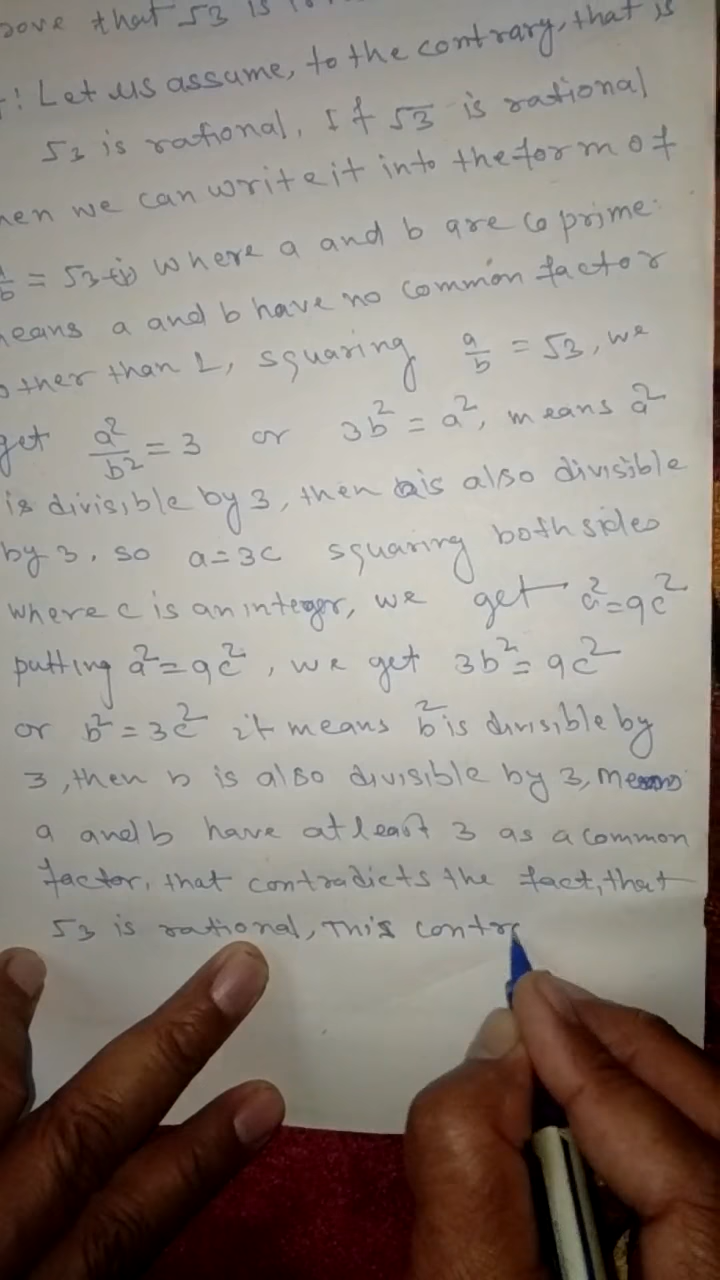 that √3 is
! Let us assume, to the contrary, that is
√3 is rational. If √3 is rational
we can write it into the form of
= √3 -(i) where a and b are co prime.
a and b have no common factor
other than 1, squaring a/b = √3, we
get a²/b² = 3 or 3b² = a², means a²
is divisible by 3, then a is also divisible
by 3. so a=3c squaring both sides
where c is an integer, we get a²=9c²
putting a²=9c², we get 3b²=9c²
or b²=3c² it means b² is divisible by
3, then b is also divisible by 3, means
a and b have at least 3 as a common
factor, that contradicts the fact, that
√3 is rational, This contr